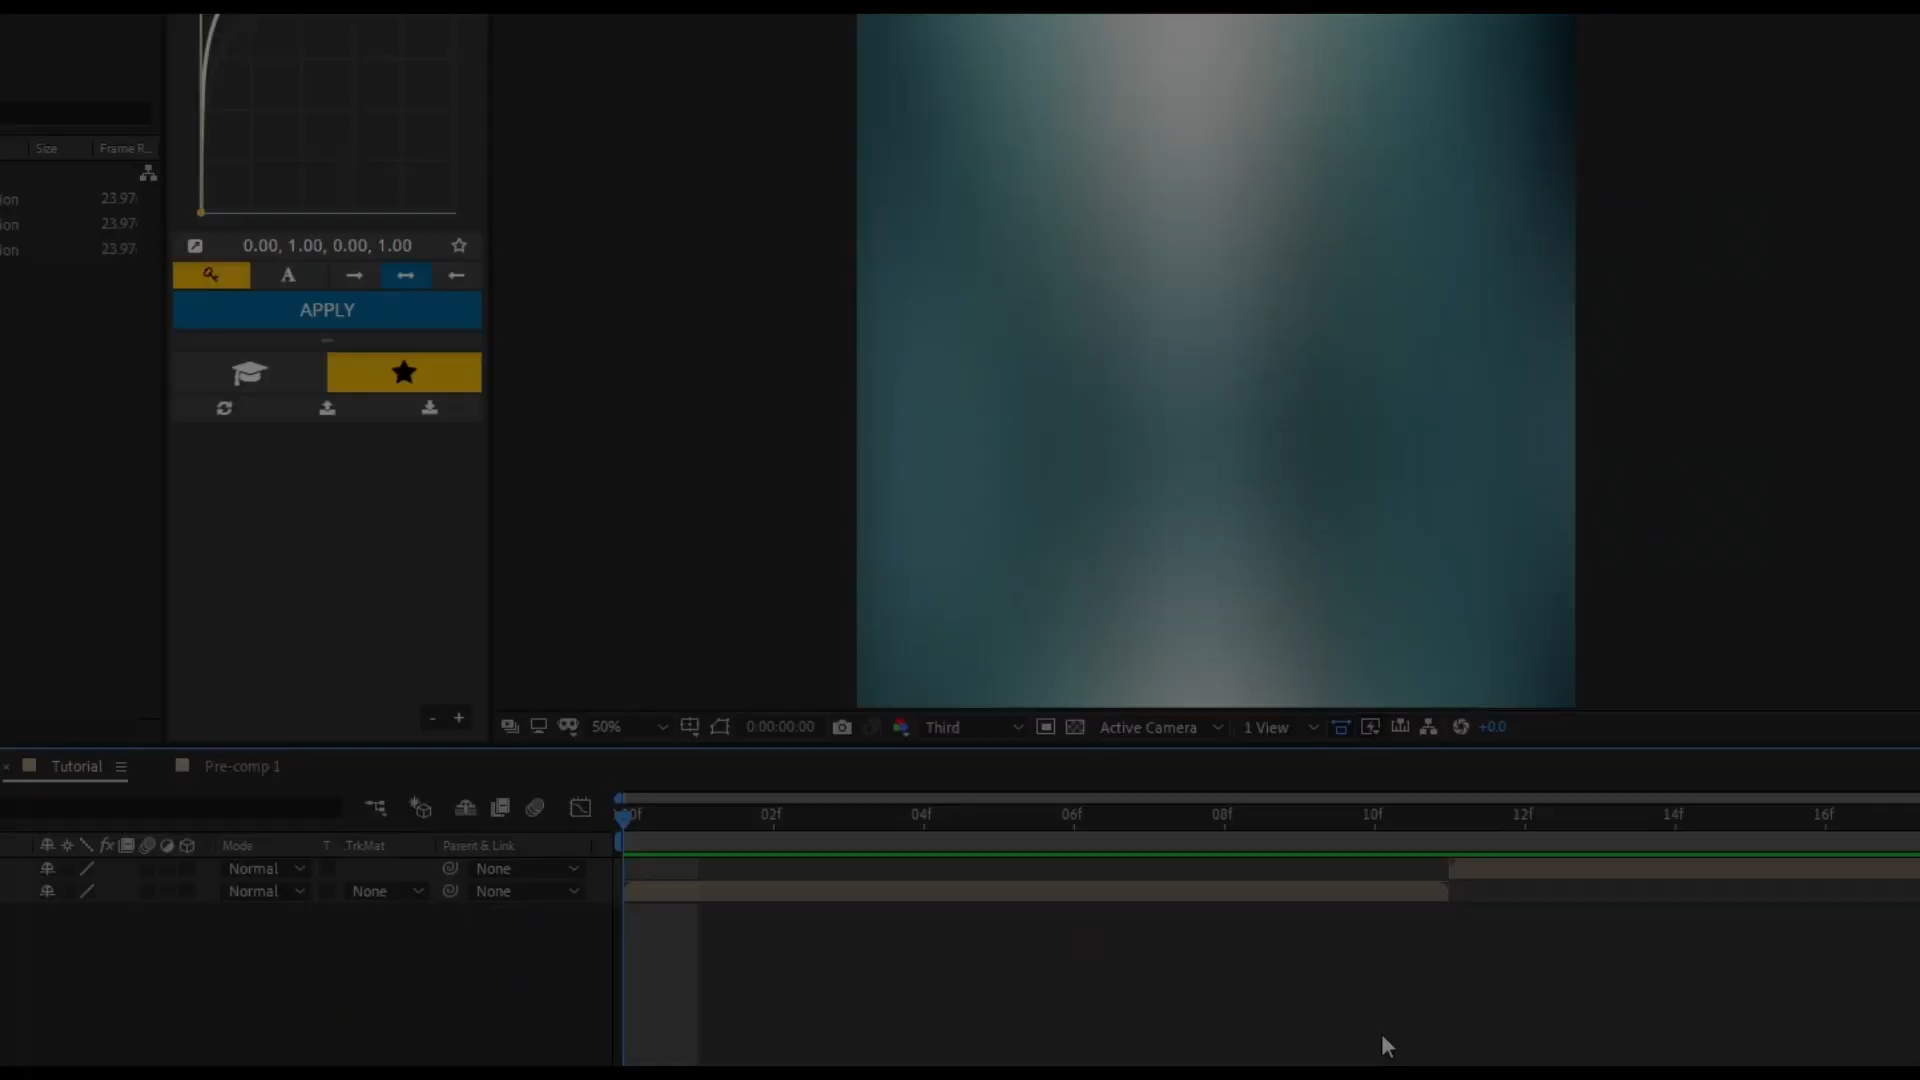 Size Frame R...
ion 23.97
ion 23.97
ion 23.97
0.00, 1.00, 0.00, 1.00
A
APPLY
- +
50% 0:00:00:00 Third Active Camera 1 View +0.0
× Tutorial Pre-comp 1
00f 02f 04f 06f 08f 10f 12f 14f 16f
fx Mode T .TrkMat Parent & Link
Normal None
Normal None None